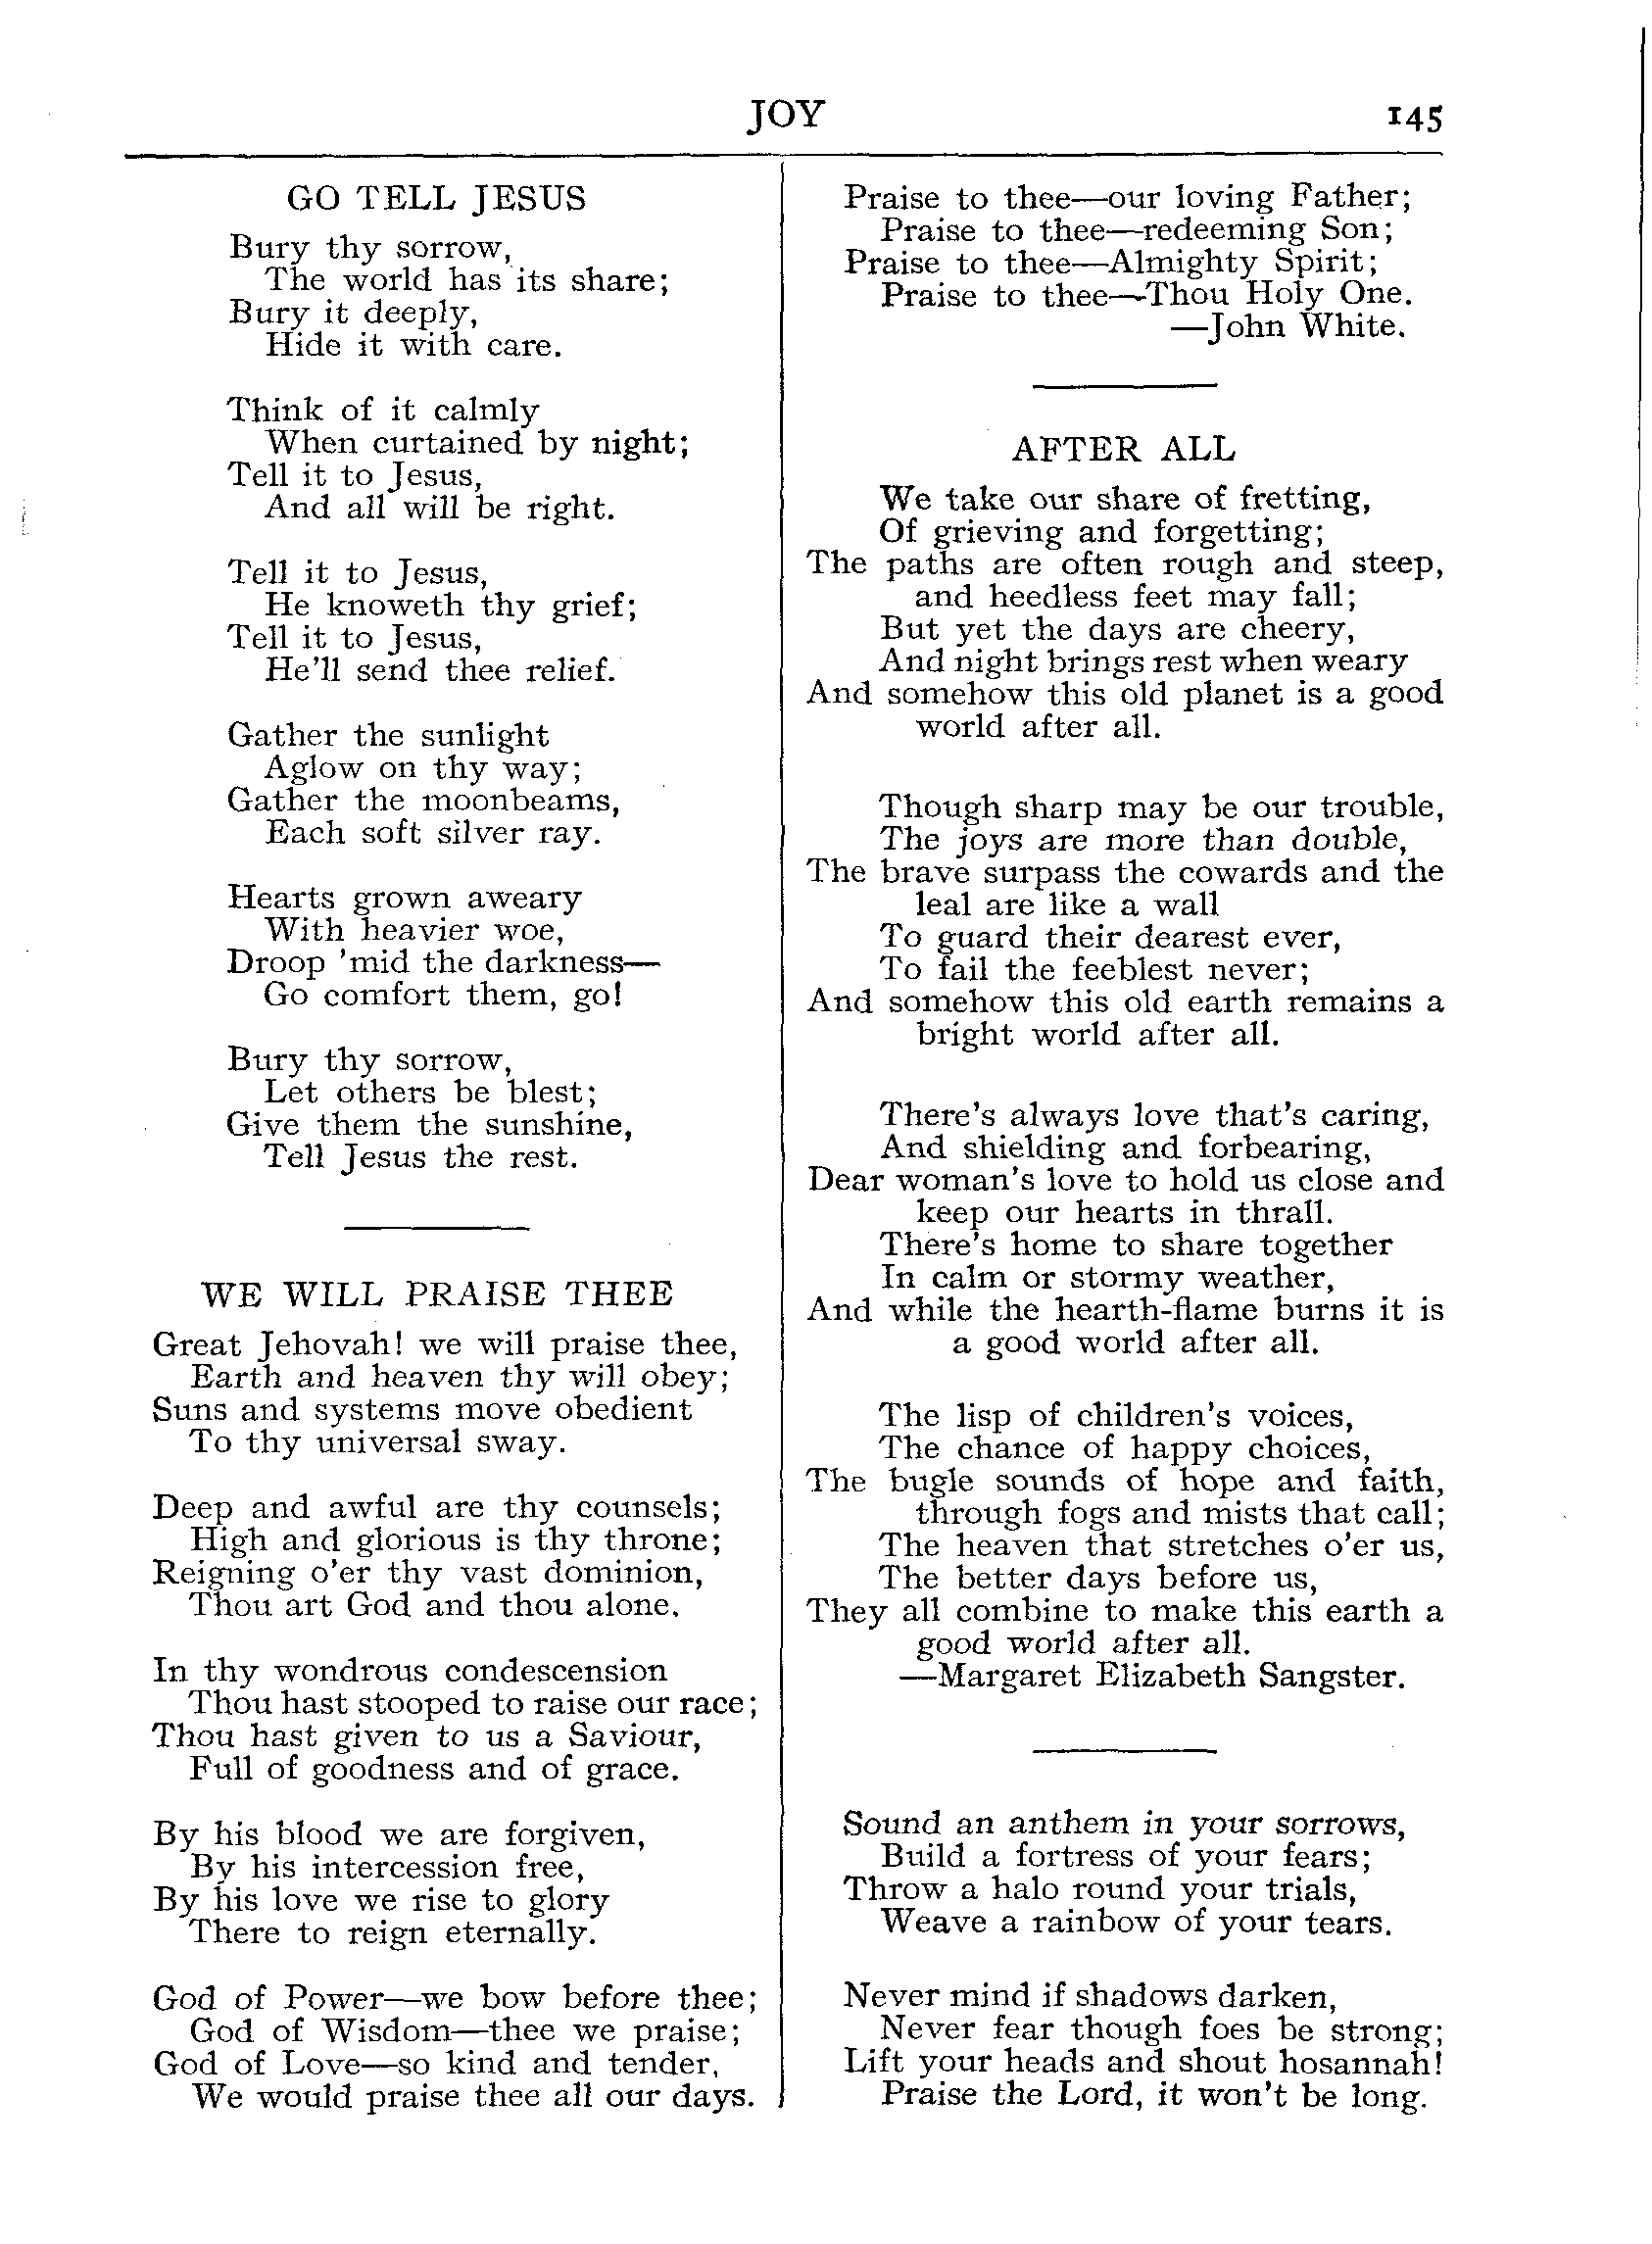 JOY 145
GO TELL JESUS
Bury thy sorrow,
The world has its share;
Bury it deeply,
Hide it with care.
Think of it calmly
When curtained by night;
Tell it to Jesus,
And all will be right.
Tell it to Jesus,
He knoweth thy grief;
Tell it to Jesus,
He'll send thee relief.
Gather the sunlight
Aglow on thy way;
Gather the moonbeams,
Each soft silver ray.
Hearts grown aweary
With heavier woe,
Droop 'mid the darkness—
Go comfort them, go!
Bury thy sorrow,
Let others be blest;
Give them the sunshine,
Tell Jesus the rest.
WE WILL PRAISE THEE
Great Jehovah! we will praise thee,
Earth and heaven thy will obey;
Suns and systems move obedient
To thy universal sway.
Deep and awful are thy counsels;
High and glorious is thy throne;
Reigning o'er thy vast dominion,
Thou art God and thou alone.
In thy wondrous condescension
Thou hast stooped to raise our race;
Thou hast given to us a Saviour,
Full of goodness and of grace.
By his blood we are forgiven,
By his intercession free,
By his love we rise to glory
There to reign eternally.
God of Power—we bow before thee;
God of Wisdom—thee we praise;
God of Love—so kind and tender,
We would praise thee all our days.
Praise to thee—our loving Father;
Praise to thee—redeeming Son;
Praise to thee—Almighty Spirit;
Praise to thee—Thou Holy One.
—John White.
AFTER ALL
We take our share of fretting,
Of grieving and forgetting;
The paths are often rough and steep,
and heedless feet may fall;
But yet the days are cheery,
And night brings rest when weary
And somehow this old planet is a good
world after all.
Though sharp may be our trouble,
The joys are more than double,
The brave surpass the cowards and the
leal are like a wall
To guard their dearest ever,
To fail the feeblest never;
And somehow this old earth remains a
bright world after all.
There's always love that's caring,
And shielding and forbearing,
Dear woman's love to hold us close and
keep our hearts in thrall.
There's home to share together
In calm or stormy weather,
And while the hearth-flame burns it is
a good world after all.
The lisp of children's voices,
The chance of happy choices,
The bugle sounds of hope and faith,
through fogs and mists that call;
The heaven that stretches o'er us,
The better days before us,
They all combine to make this earth a
good world after all.
—Margaret Elizabeth Sangster.
Sound an anthem in your sorrows,
Build a fortress of your fears;
Throw a halo round your trials,
Weave a rainbow of your tears.
Never mind if shadows darken,
Never fear though foes be strong;
Lift your heads and shout hosannah!
Praise the Lord, it won't be long.